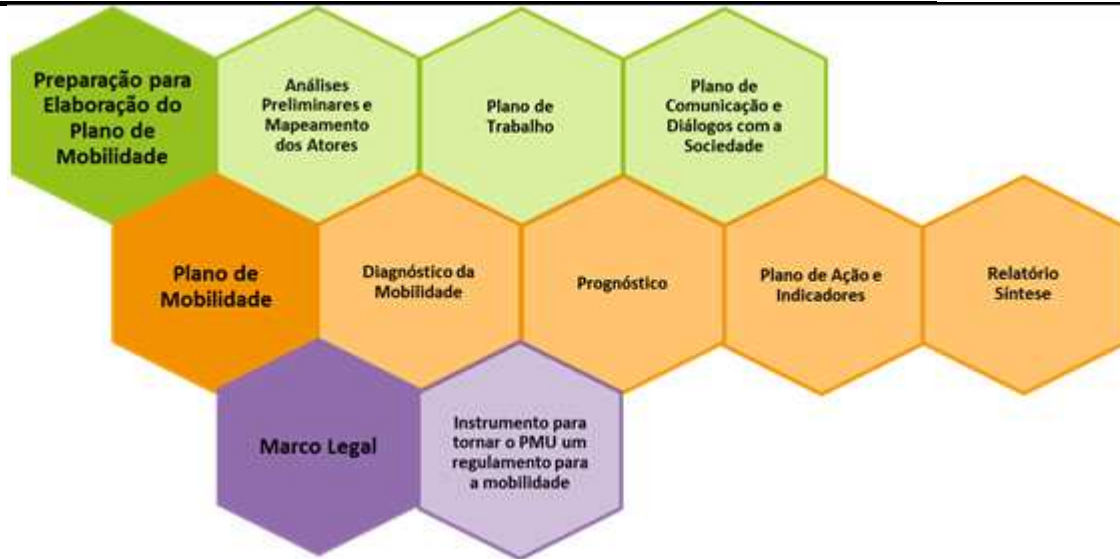 Preparação para
Elaboração do
Plano de
Mobilidade
Análises
Preliminares e
Mapeamento
dos Atores
Plano de
Trabalho
Plano de
Comunicação e
Diálogos com a
Sociedade
Plano de
Mobilidade
Diagnóstico da
Mobilidade
Prognóstico
Plano de Ação e
Indicadores
Relatório
Síntese
Marco Legal
Instrumento para
tornar o PMU um
regulamento para
a mobilidade